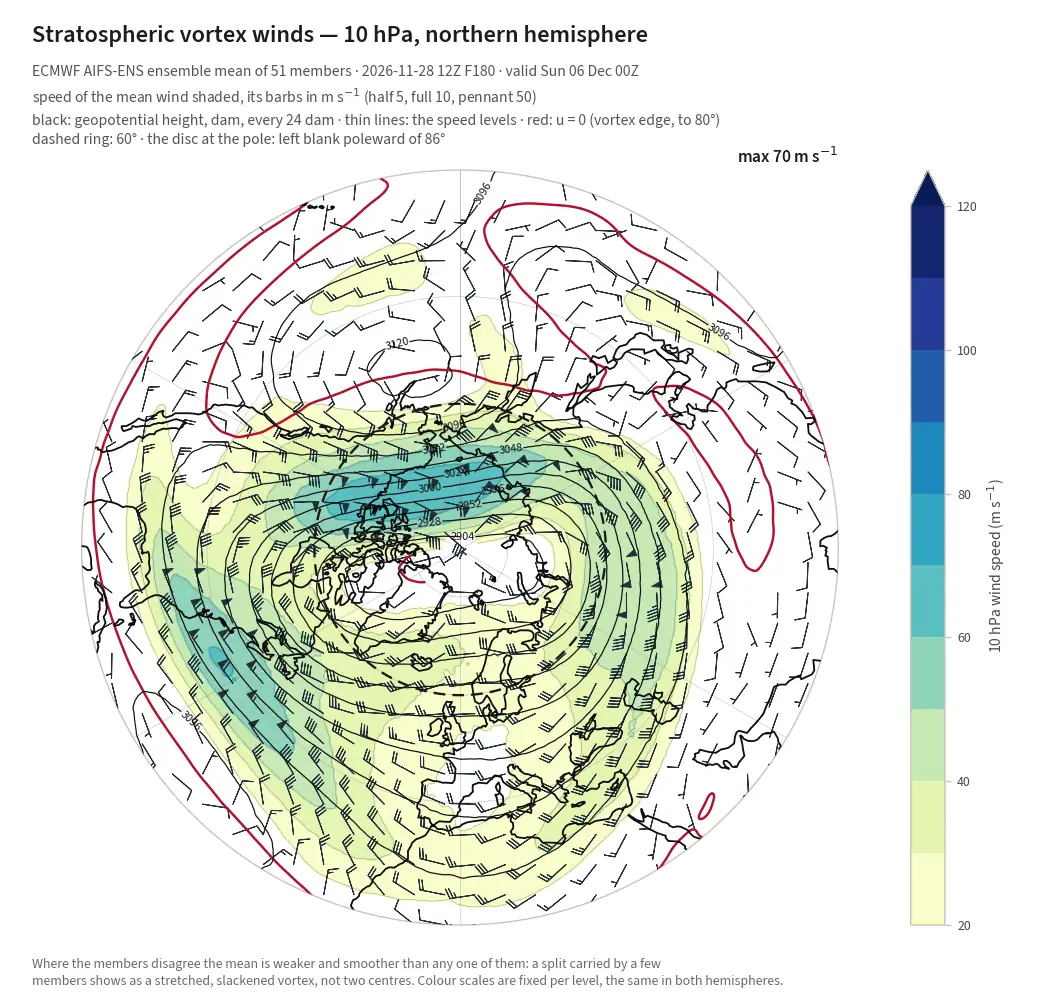 Stratospheric vortex winds — 10 hPa, northern hemisphere
ECMWF AIFS-ENS ensemble mean of 51 members · 2026-11-28 12Z F180 · valid Sun 06 Dec 00Z
speed of the mean wind shaded, its barbs in m s⁻¹ (half 5, full 10, pennant 50)
black: geopotential height, dam, every 24 dam · thin lines: the speed levels · red: u = 0 (vortex edge, to 80°)
dashed ring: 60° · the disc at the pole: left blank poleward of 86°
max 70 m s⁻¹
3096
3096
3120
3048
3000
2952
2928
2904
3096
120
100
80
60
40
20
10 hPa wind speed (m s⁻¹)
Where the members disagree the mean is weaker and smoother than any one of them: a split carried by a few
members shows as a stretched, slackened vortex, not two centres. Colour scales are fixed per level, the same in both hemispheres.